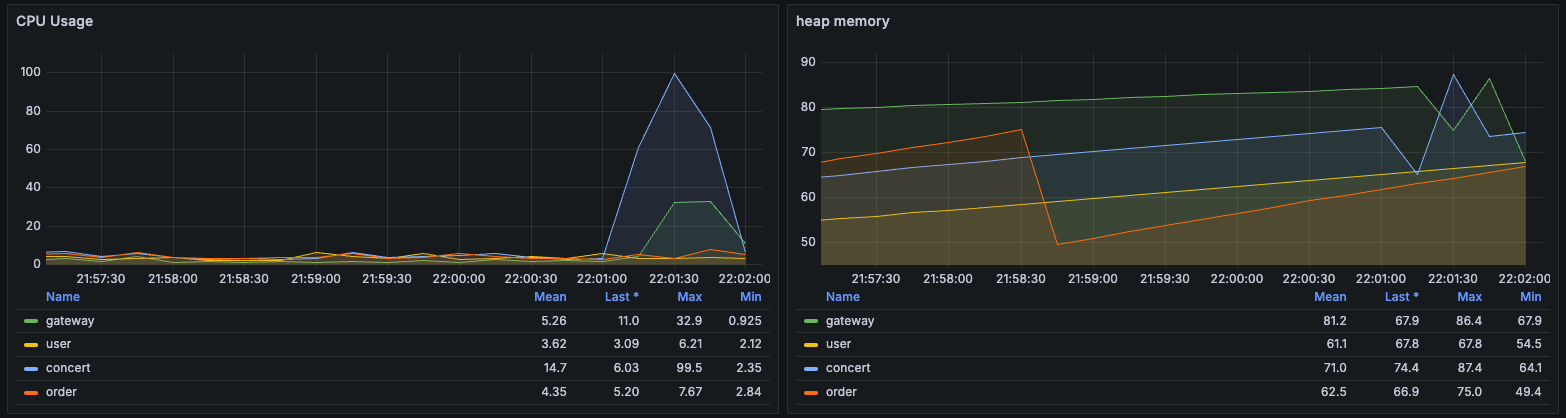 CPU Usage
100
80
60
40
20
0
21:57:30 21:58:00 21:58:30 21:59:00 21:59:30 22:00:00 22:00:30 22:01:00 22:01:30 22:02:00
Name Mean Last * Max Min
gateway 5.26 11.0 32.9 0.925
user 3.62 3.09 6.21 2.12
concert 14.7 6.03 99.5 2.35
order 4.35 5.20 7.67 2.84
heap memory
90
80
70
60
50
21:57:30 21:58:00 21:58:30 21:59:00 21:59:30 22:00:00 22:00:30 22:01:00 22:01:30 22:02:00
Name Mean Last * Max Min
gateway 81.2 67.9 86.4 67.9
user 61.1 67.8 67.8 54.5
concert 71.0 74.4 87.4 64.1
order 62.5 66.9 75.0 49.4